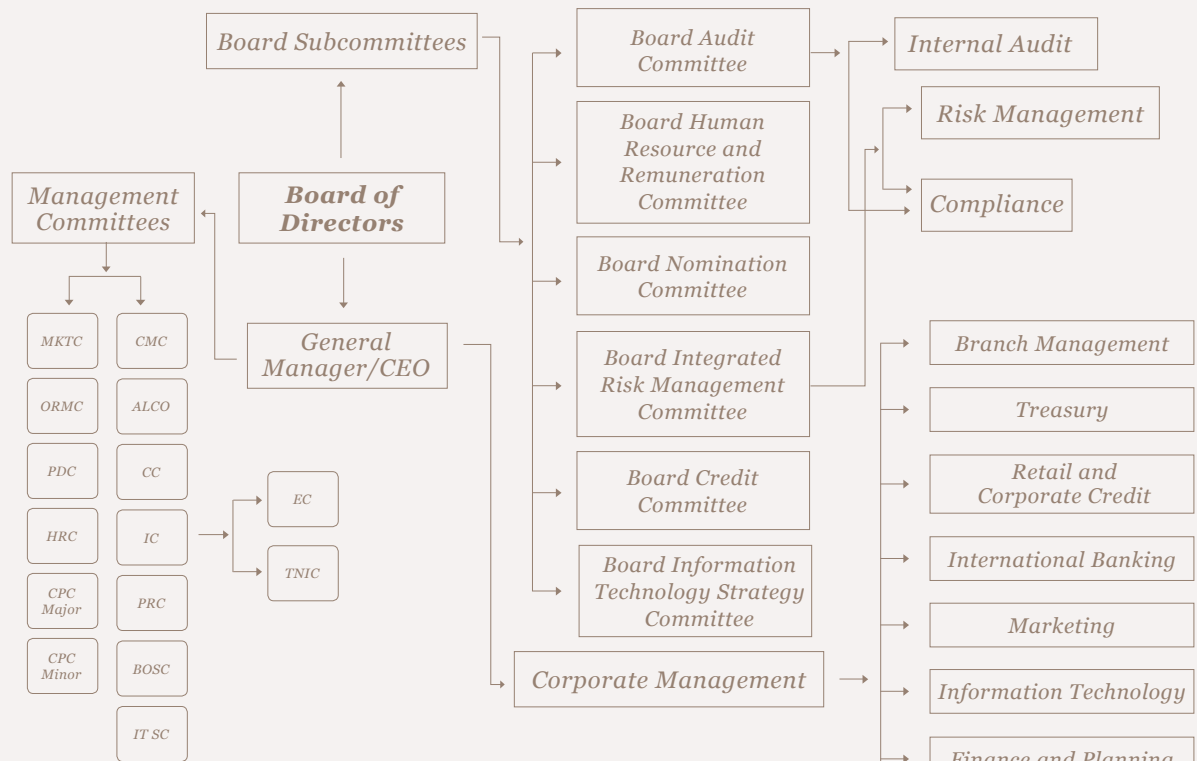 Board Subcommittees
Board of
Directors
Management
Committees
General
Manager/CEO
MKTC
CMC
ORMC
ALCO
PDC
CC
HRC
IC
CPC
Major
PRC
CPC
Minor
BOSC
IT SC
EC
TNIC
Board Audit
Committee
Board Human
Resource and
Remuneration
Committee
Board Nomination
Committee
Board Integrated
Risk Management
Committee
Board Credit
Committee
Board Information
Technology Strategy
Committee
Corporate Management
Internal Audit
Risk Management
Compliance
Branch Management
Treasury
Retail and
Corporate Credit
International Banking
Marketing
Information Technology
Finance and Planning